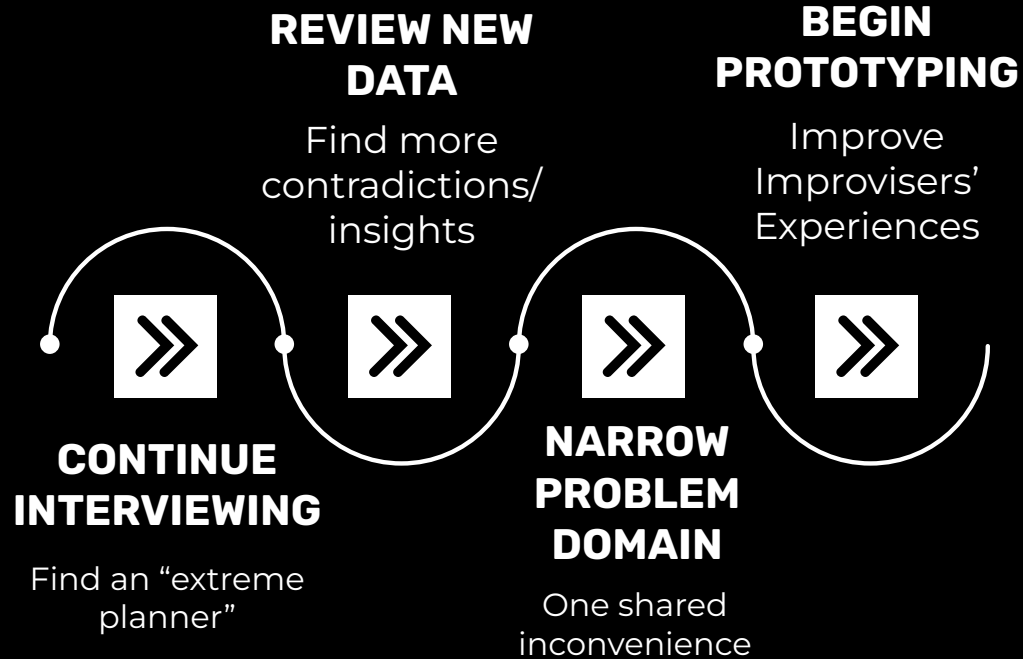 CONTINUE
INTERVIEWING
Find an “extreme
planner”
REVIEW NEW
DATA
Find more
contradictions/
insights
NARROW
PROBLEM
DOMAIN
One shared
inconvenience
BEGIN
PROTOTYPING
Improve
Improvisers’
Experiences